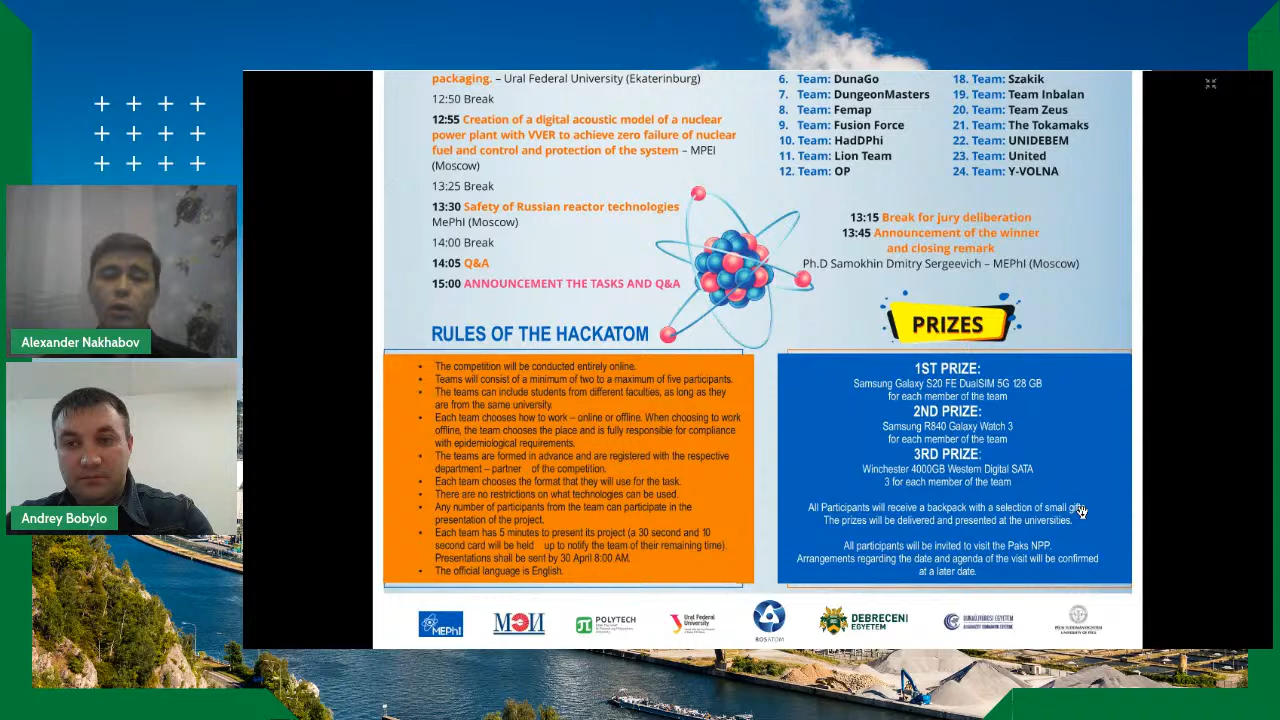 packaging. – Ural Federal University (Ekaterinburg)
12:50 Break
12:55 Creation of a digital acoustic model of a nuclear
power plant with VVER to achieve zero failure of nuclear
fuel and control and protection of the system – MPEI
(Moscow)
13:25 Break
13:30 Safety of Russian reactor technologies
MePhI (Moscow)
14:00 Break
14:05 Q&A
15:00 ANNOUNCEMENT THE TASKS AND Q&A
6. Team: DunaGo
7. Team: DungeonMasters
8. Team: Femap
9. Team: Fusion Force
10. Team: HadDPhi
11. Team: Lion Team
12. Team: OP
18. Team: Szakik
19. Team: Team Inbalan
20. Team: Team Zeus
21. Team: The Tokamaks
22. Team: UNIDEBEM
23. Team: United
24. Team: Y-VOLNA
13:15 Break for jury deliberation
13:45 Announcement of the winner
and closing remark
Ph.D Samokhin Dmitry Sergeevich – MEPhI (Moscow)
RULES OF THE HACKATOM
• The competition will be conducted entirely online.
• Teams will consist of a minimum of two to a maximum of five participants.
• The teams can include students from different faculties, as long as they
are from the same university.
• Each team chooses how to work – online or offline. When choosing to work
offline, the team chooses the place and is fully responsible for compliance
with epidemiological requirements.
• The teams are formed in advance and are registered with the respective
department – partner of the competition.
• Each team chooses the format that they will use for the task.
• There are no restrictions on what technologies can be used.
• Any number of participants from the team can participate in the
presentation of the project.
• Each team has 5 minutes to present its project (a 30 second and 10
second card will be held up to notify the team of their remaining time).
Presentations shall be sent by 30 April 8:00 AM.
• The official language is English.
PRIZES
1ST PRIZE:
Samsung Galaxy S20 FE DualSIM 5G 128 GB
for each member of the team
2ND PRIZE:
Samsung R840 Galaxy Watch 3
for each member of the team
3RD PRIZE:
Winchester 4000GB Western Digital SATA
3 for each member of the team
All Participants will receive a backpack with a selection of small gifts.
The prizes will be delivered and presented at the universities.
All participants will be invited to visit the Paks NPP.
Arrangements regarding the date and agenda of the visit will be confirmed
at a later date.
Alexander Nakhabov
Andrey Bobylo
MEPhI
МЭИ
POLYTECH
Ural Federal
University
ROSATOM
DEBRECENI
EGYETEM
DUNAÚJVÁROSI EGYETEM
UNIVERSITY OF PÉCS